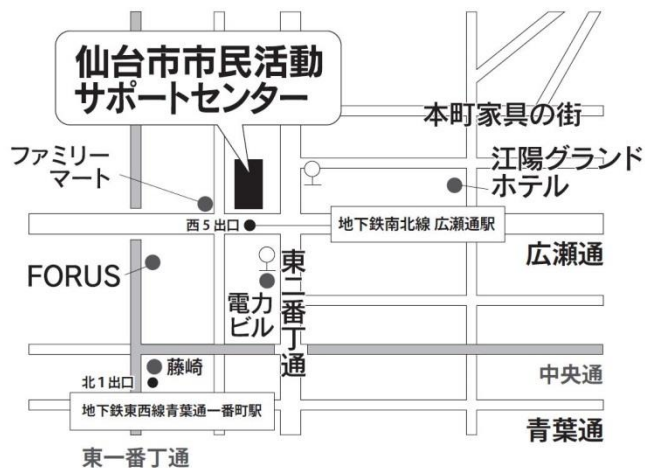 仙台市市民活動
サポートセンター
本町家具の街
ファミリー
マート
江陽グランド
ホテル
西5出口
地下鉄南北線 広瀬通駅
広瀬通
FORUS
電力
ビル
東二番丁通
藤崎
中央通
北1出口
地下鉄東西線青葉通一番町駅
青葉通
東一番丁通